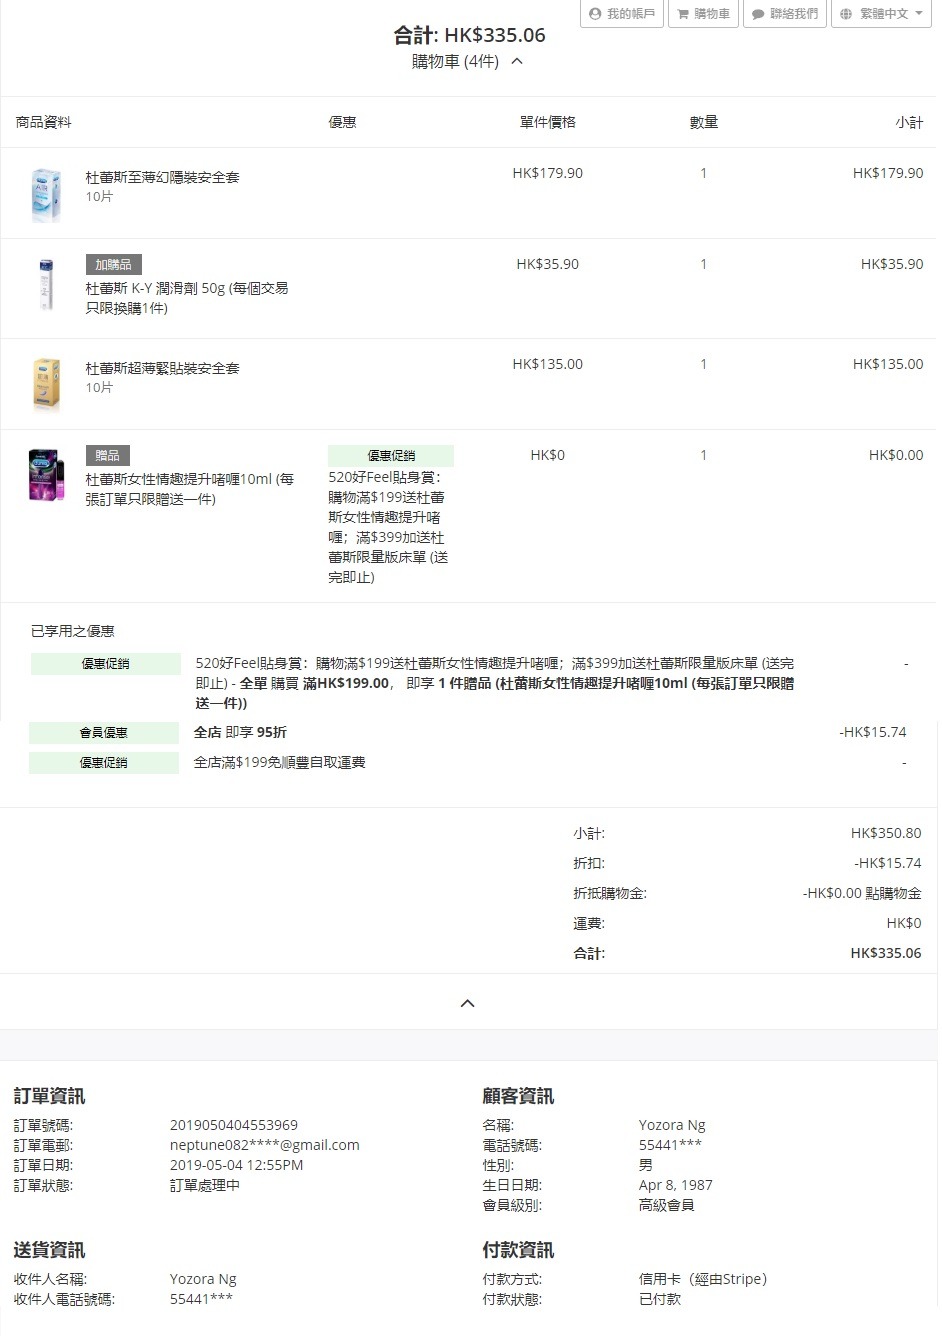 我的帳戶
購物車
聯絡我們
繁體中文
合計: HK$335.06
購物車 (4件)
商品資料 優惠 單件價格 數量 小計
杜蕾斯至薄幻隱裝安全套 HK$179.90 1 HK$179.90
10片
加購品 HK$35.90 1 HK$35.90
杜蕾斯 K-Y 潤滑劑 50g (每個交易
只限換購1件)
杜蕾斯超薄緊貼裝安全套 HK$135.00 1 HK$135.00
10片
贈品 優惠促銷 HK$0 1 HK$0.00
杜蕾斯女性情趣提升啫喱10ml (每
張訂單只限贈送一件)
520好Feel貼身賞：
購物滿$199送杜蕾
斯女性情趣提升啫
喱；滿$399加送杜
蕾斯限量版床單 (送
完即止)
已享用之優惠
優惠促銷 520好Feel貼身賞：購物滿$199送杜蕾斯女性情趣提升啫喱；滿$399加送杜蕾斯限量版床單 (送完 -
即止) - 全單 購買 滿HK$199.00， 即享 1 件贈品 (杜蕾斯女性情趣提升啫喱10ml (每張訂單只限贈
送一件))
會員優惠 全店 即享 95折 -HK$15.74
優惠促銷 全店滿$199免順豐自取運費 -
小計: HK$350.80
折扣: -HK$15.74
折抵購物金: -HK$0.00 點購物金
運費: HK$0
合計: HK$335.06
訂單資訊
訂單號碼: 2019050404553969
訂單電郵: neptune082****@gmail.com
訂單日期: 2019-05-04 12:55PM
訂單狀態: 訂單處理中
顧客資訊
名稱: Yozora Ng
電話號碼: 55441***
性別: 男
生日日期: Apr 8, 1987
會員級別: 高級會員
送貨資訊
收件人名稱: Yozora Ng
收件人電話號碼: 55441***
付款資訊
付款方式: 信用卡（經由Stripe）
付款狀態: 已付款